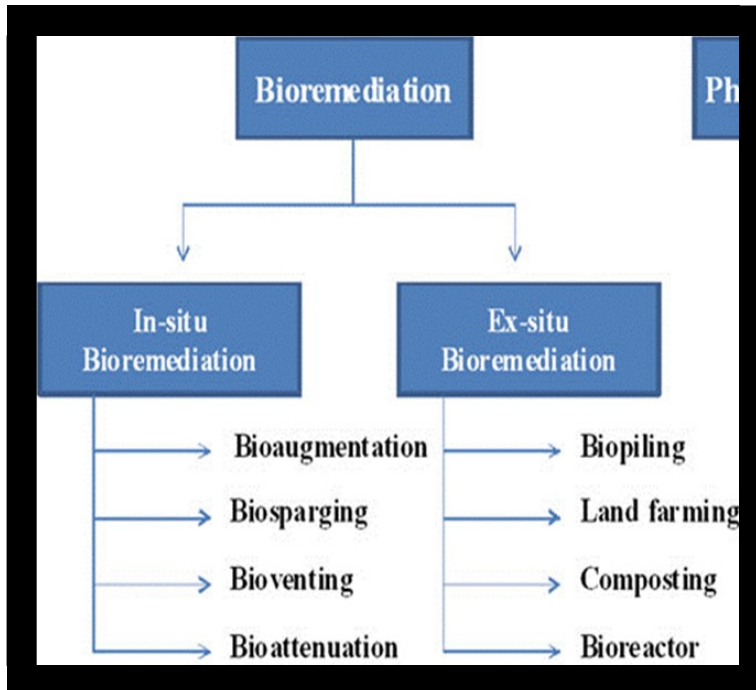 Bioremediation
Ph
In-situ
Bioremediation
Ex-situ
Bioremediation
Bioaugmentation
Biosparging
Bioventing
Bioattenuation
Biopiling
Land farming
Composting
Bioreactor